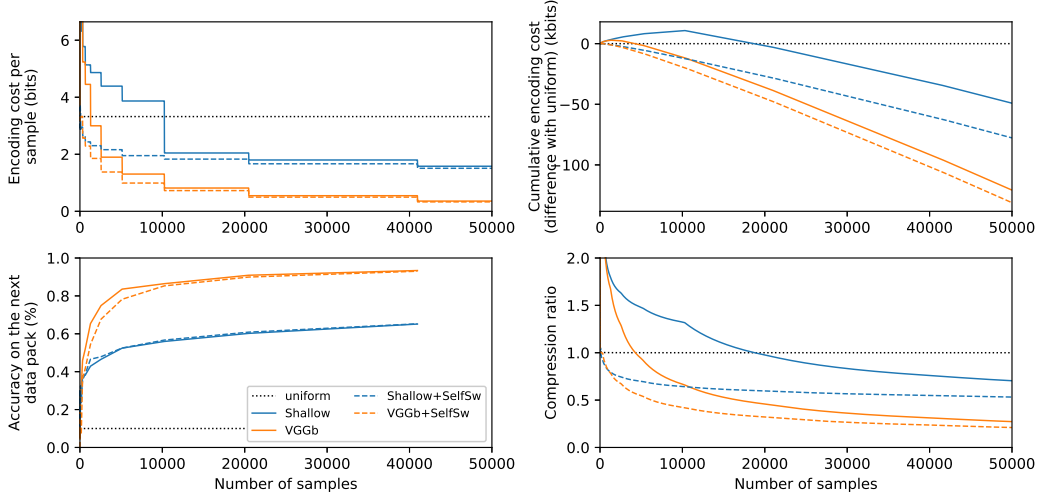 Encoding cost per
sample (bits)
6
4
2
0
0 10000 20000 30000 40000 50000
Cumulative encoding cost
(difference with uniform) (kbits)
0
−50
−100
0 10000 20000 30000 40000 50000
Accuracy on the next
data pack (%)
1.0
0.8
0.6
0.4
0.2
0.0
uniform
Shallow
VGGb
Shallow+SelfSw
VGGb+SelfSw
0 10000 20000 30000 40000 50000
Number of samples
Compression ratio
2.0
1.5
1.0
0.5
0.0
0 10000 20000 30000 40000 50000
Number of samples